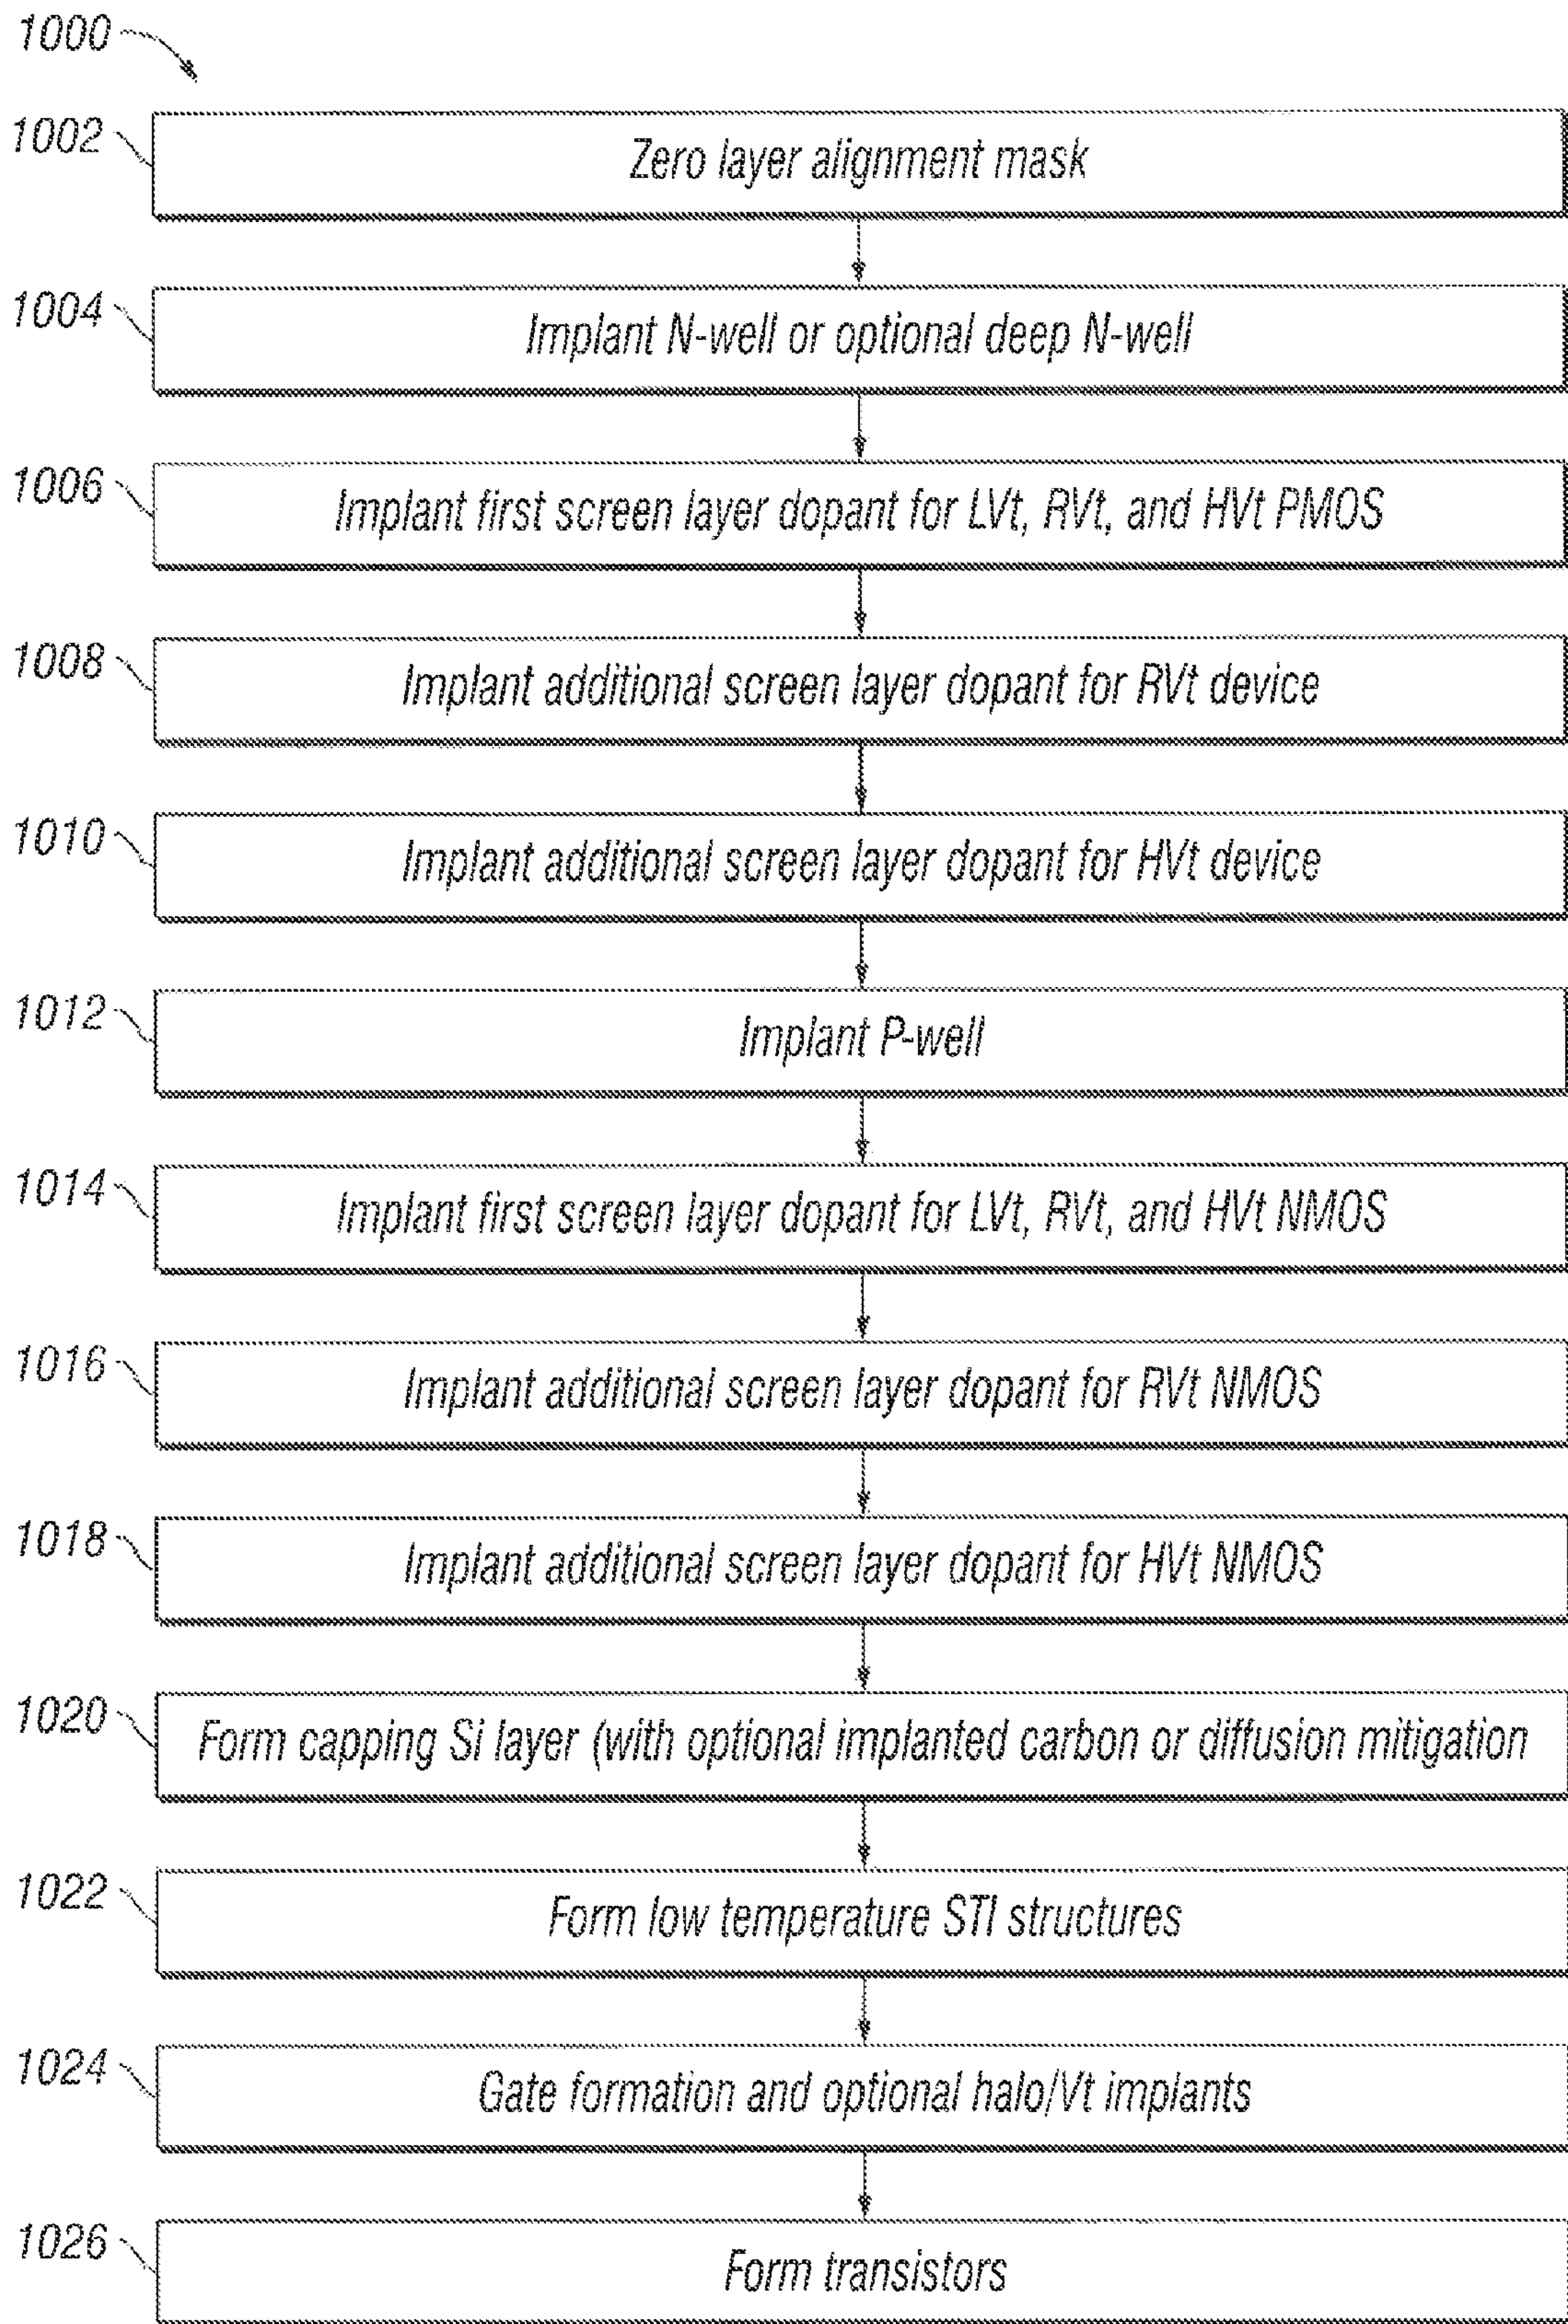 1000
1002
Zero layer alignment mask
1004
Implant N-well or optional deep N-well
1006
Implant first screen layer dopant for LVt, RVt, and HVt PMOS
1008
Implant additional screen layer dopant for RVt device
1010
Implant additional screen layer dopant for HVt device
1012
Implant P-well
1014
Implant first screen layer dopant for LVt, RVt, and HVt NMOS
1016
Implant additional screen layer dopant for RVt NMOS
1018
Implant additional screen layer dopant for HVt NMOS
1020
Form capping Si layer (with optional implanted carbon or diffusion mitigation
1022
Form low temperature STI structures
1024
Gate formation and optional halo/Vt implants
1026
Form transistors